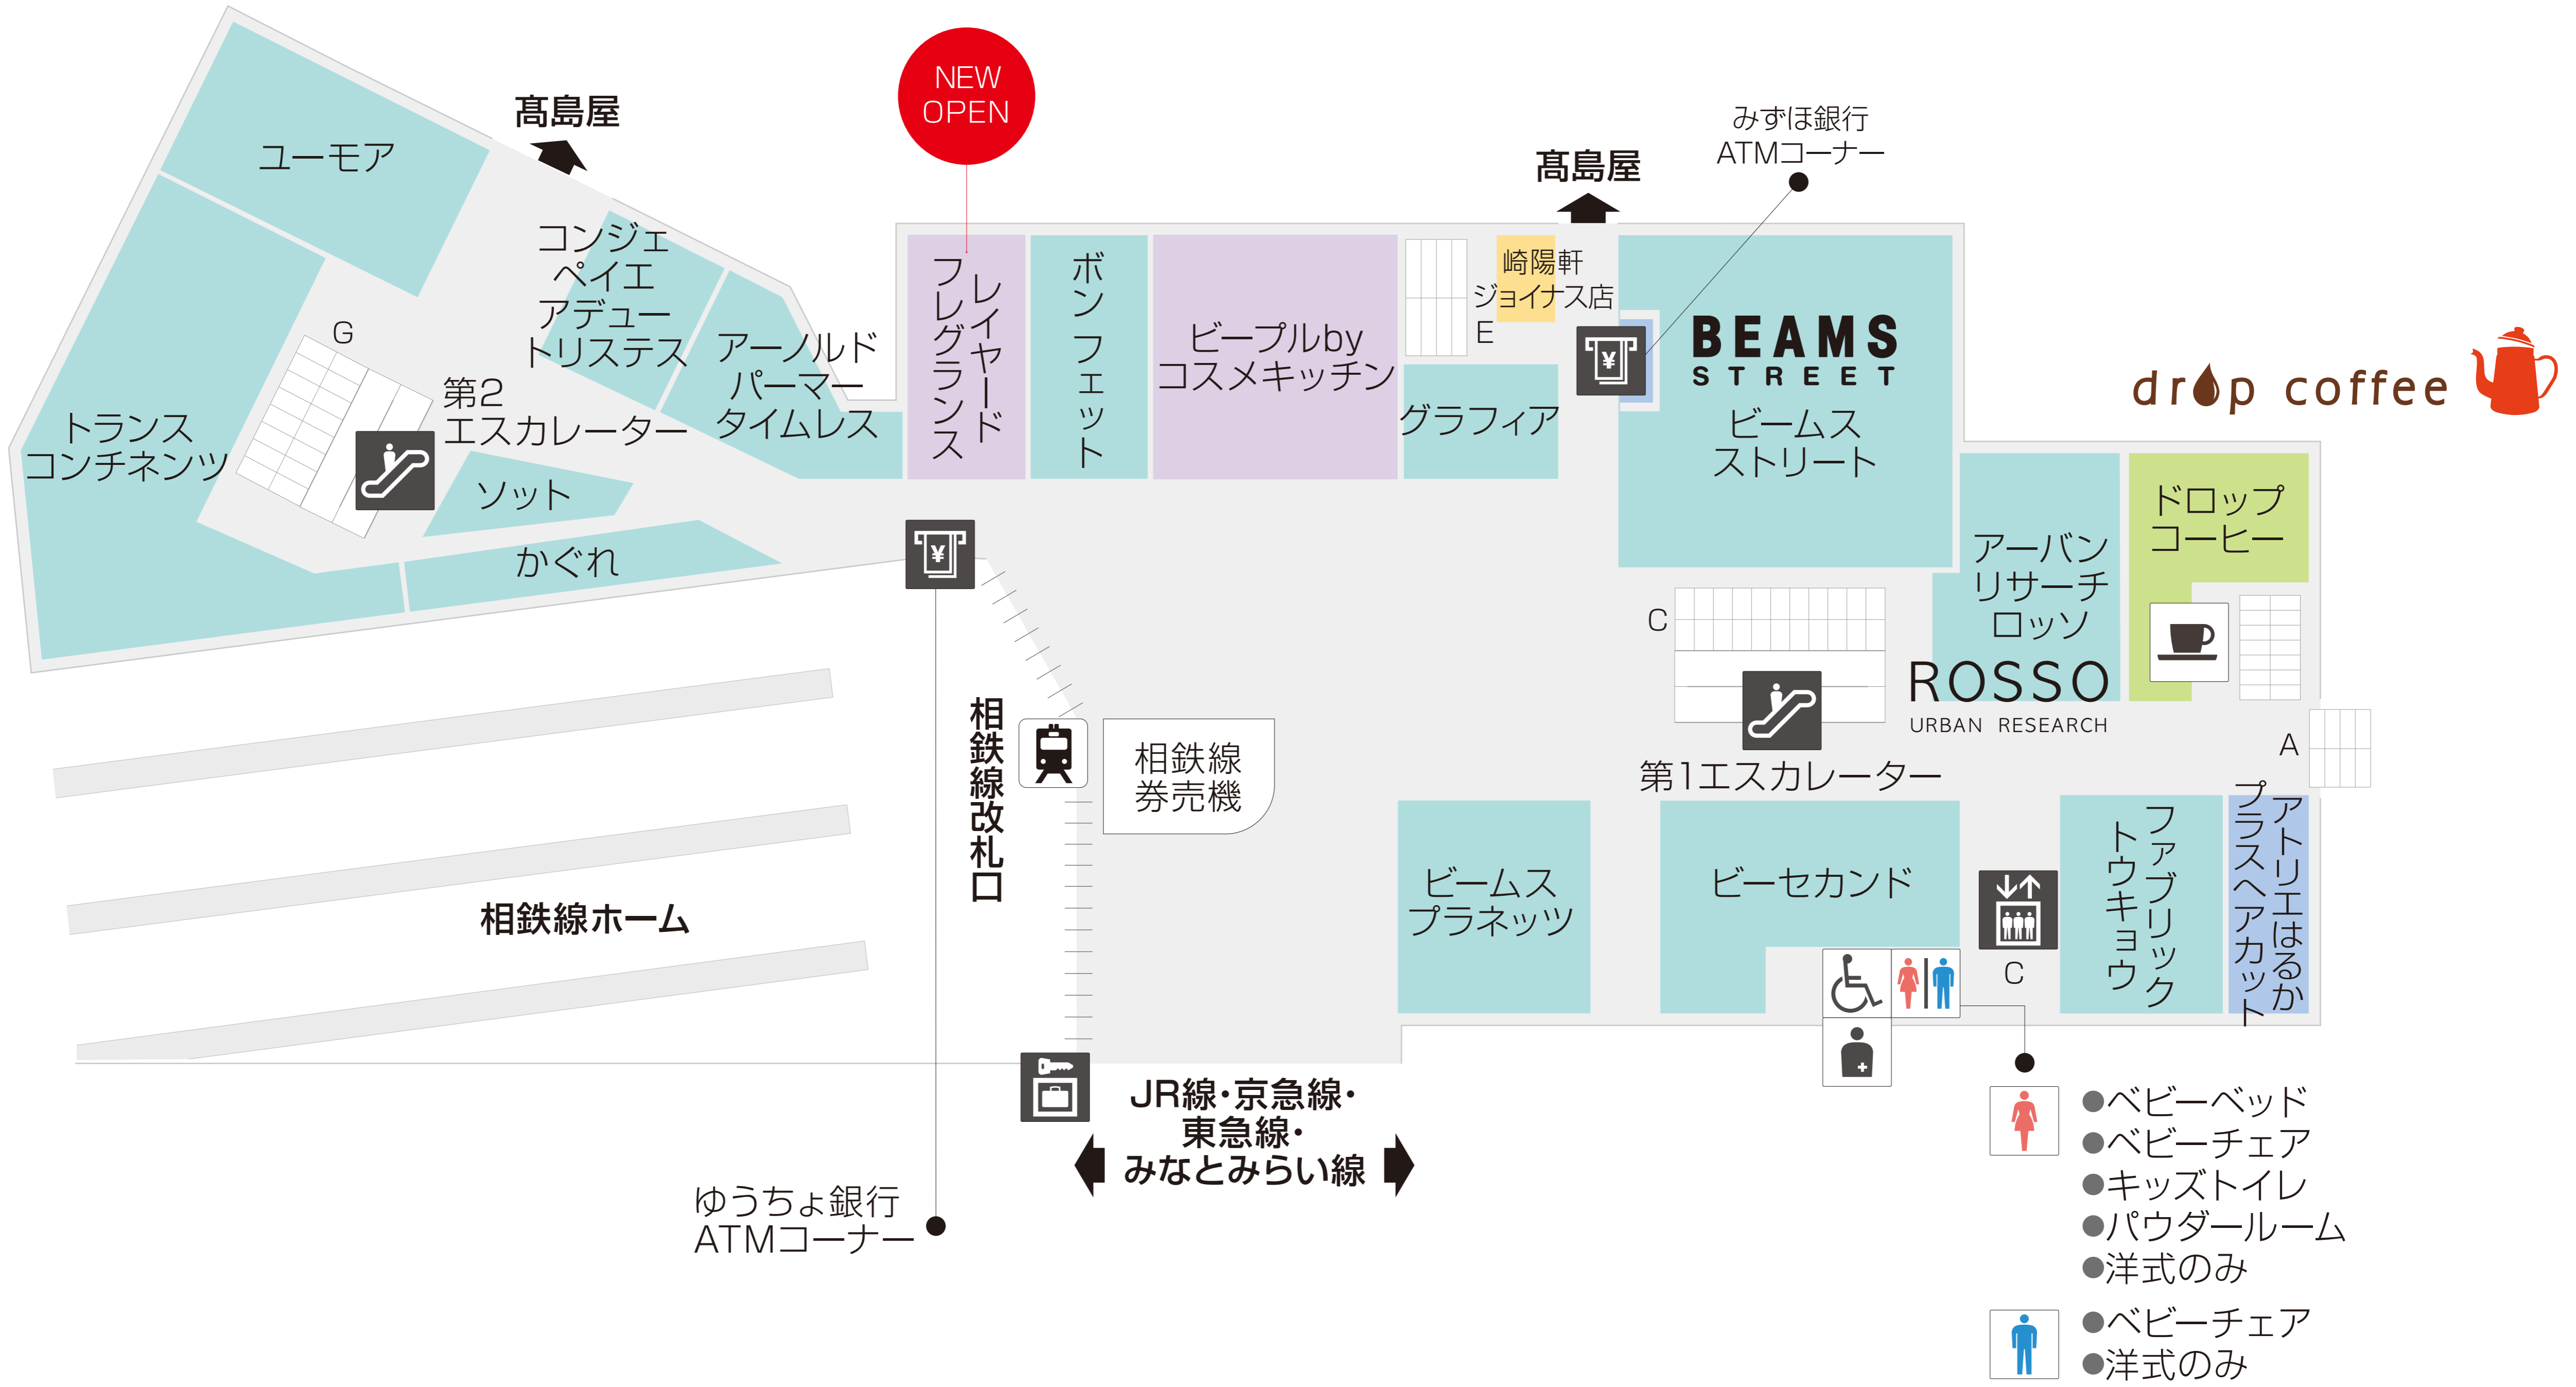 NEW
OPEN
髙島屋
ユーモア
コンジェ
ペイエ
アデュー
トリステス
アーノルド
パーマー
タイムレス
G
第2
エスカレーター
トランス
コンチネンツ
ソット
かぐれ
レイヤード
フレグランス
ボン フェット
ビープルby
コスメキッチン
E
崎陽軒
ジョイナス店
グラフィア
髙島屋
みずほ銀行
ATMコーナー
¥
BEAMS
STREET
ビームス
ストリート
drop coffee
ドロップ
コーヒー
アーバン
リサーチ
ロッソ
ROSSO
URBAN RESEARCH
C
第1エスカレーター
A
¥
相鉄線改札口
相鉄線
券売機
相鉄線ホーム
ビームス
プラネッツ
ビーセカンド
C
ファブリック
トウキョウ
アトリエはるか
プラスヘアカット
JR線・京急線・
東急線・
みなとみらい線
ゆうちょ銀行
ATMコーナー
●ベビーベッド
●ベビーチェア
●キッズトイレ
●パウダールーム
●洋式のみ
●ベビーチェア
●洋式のみ